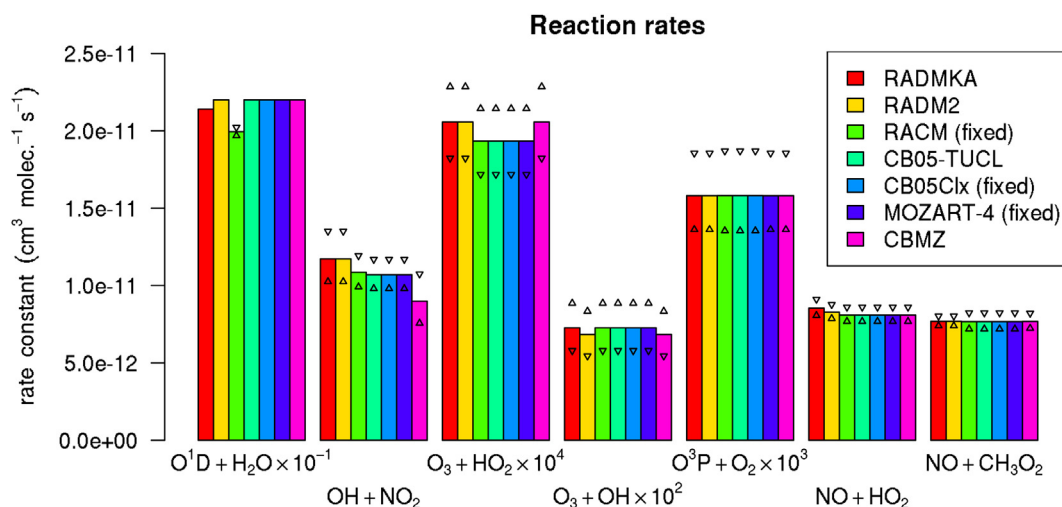 Reaction rates
rate constant (cm³ molec.⁻¹ s⁻¹)
2.5e-11
2.0e-11
1.5e-11
1.0e-11
5.0e-12
0.0e+00
RADMKA
RADM2
RACM (fixed)
CB05-TUCL
CB05Clx (fixed)
MOZART-4 (fixed)
CBMZ
O¹D + H₂O × 10⁻¹
OH + NO₂
O₃ + HO₂ × 10⁴
O₃ + OH × 10²
O³P + O₂ × 10³
NO + HO₂
NO + CH₃O₂